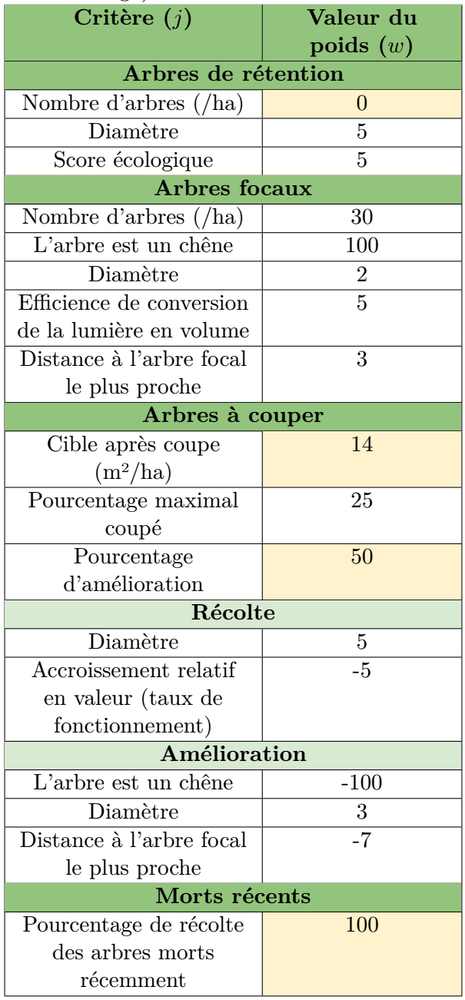 Critère (j) Valeur du
poids (w)
Arbres de rétention
Nombre d'arbres (/ha) 0
Diamètre 5
Score écologique 5
Arbres focaux
Nombre d'arbres (/ha) 30
L'arbre est un chêne 100
Diamètre 2
Efficience de conversion 5
de la lumière en volume
Distance à l'arbre focal 3
le plus proche
Arbres à couper
Cible après coupe 14
(m²/ha)
Pourcentage maximal 25
coupé
Pourcentage 50
d'amélioration
Récolte
Diamètre 5
Accroissement relatif -5
en valeur (taux de
fonctionnement)
Amélioration
L'arbre est un chêne -100
Diamètre 3
Distance à l'arbre focal -7
le plus proche
Morts récents
Pourcentage de récolte 100
des arbres morts
récemment